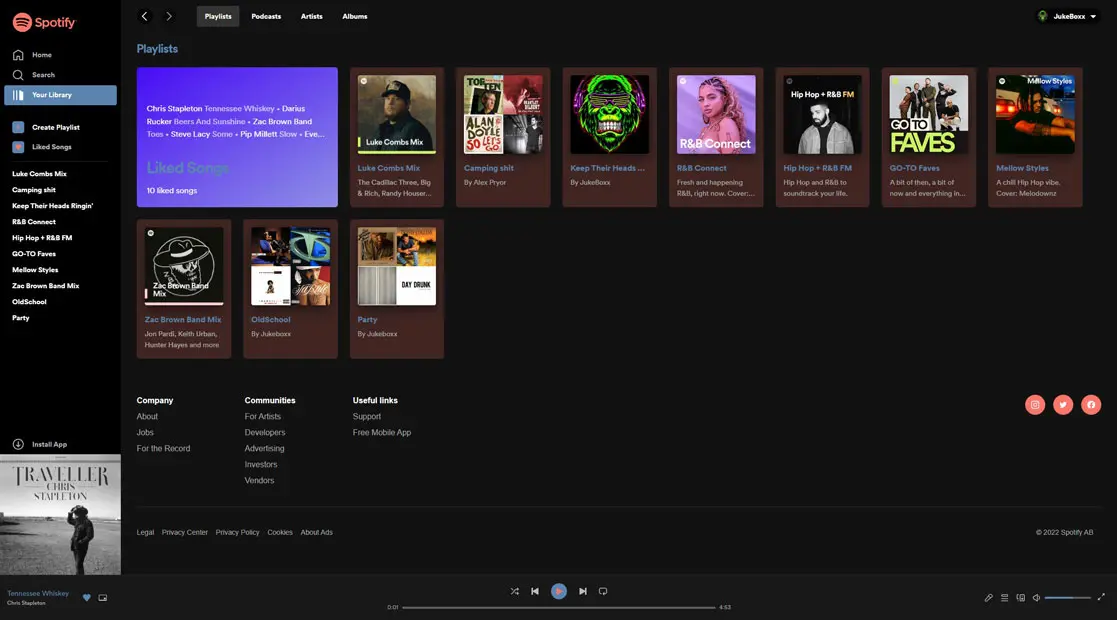 Spotify
Home
Search
Your Library
Create Playlist
Liked Songs
Luke Combs Mix
Camping shit
Keep Their Heads Ringin'
R&B Connect
Hip Hop + R&B FM
GO-TO Faves
Mellow Styles
Zac Brown Band Mix
OldSchool
Party
Install App
TRAVELLER
CHRIS
STAPLETON
Tennessee Whiskey
Chris Stapleton
Playlists
Podcasts
Artists
Albums
JukeBoxx
Playlists
Chris Stapleton Tennessee Whiskey • Darius
Rucker Beers And Sunshine • Zac Brown Band
Toes • Steve Lacy Some • Pip Millett Slow • Eve...
Liked Songs
10 liked songs
Luke Combs Mix
Luke Combs Mix
The Cadillac Three, Big
& Rich, Randy Houser...
ALAN
DOYLE
SO LET'S
GO
Camping shit
By Alex Pryor
Keep Their Heads ...
By JukeBoxx
R&B Connect
R&B Connect
Fresh and happening
R&B, right now. Cover:...
Hip Hop + R&B FM
Hip Hop + R&B FM
Hip Hop and R&B to
soundtrack your life.
GO TO
FAVES
GO-TO Faves
A bit of then, a bit of
now and everything in...
Mellow Styles
Mellow Styles
A chill Hip Hop vibe.
Cover: Melodownz
Zac Brown Band
Mix
Zac Brown Band Mix
Jon Pardi, Keith Urban,
Hunter Hayes and more
OldSchool
By Jukeboxx
DAY DRUNK
Party
By Jukeboxx
Company
About
Jobs
For the Record
Communities
For Artists
Developers
Advertising
Investors
Vendors
Useful links
Support
Free Mobile App
Legal
Privacy Center
Privacy Policy
Cookies
About Ads
© 2022 Spotify AB
0:01
4:53